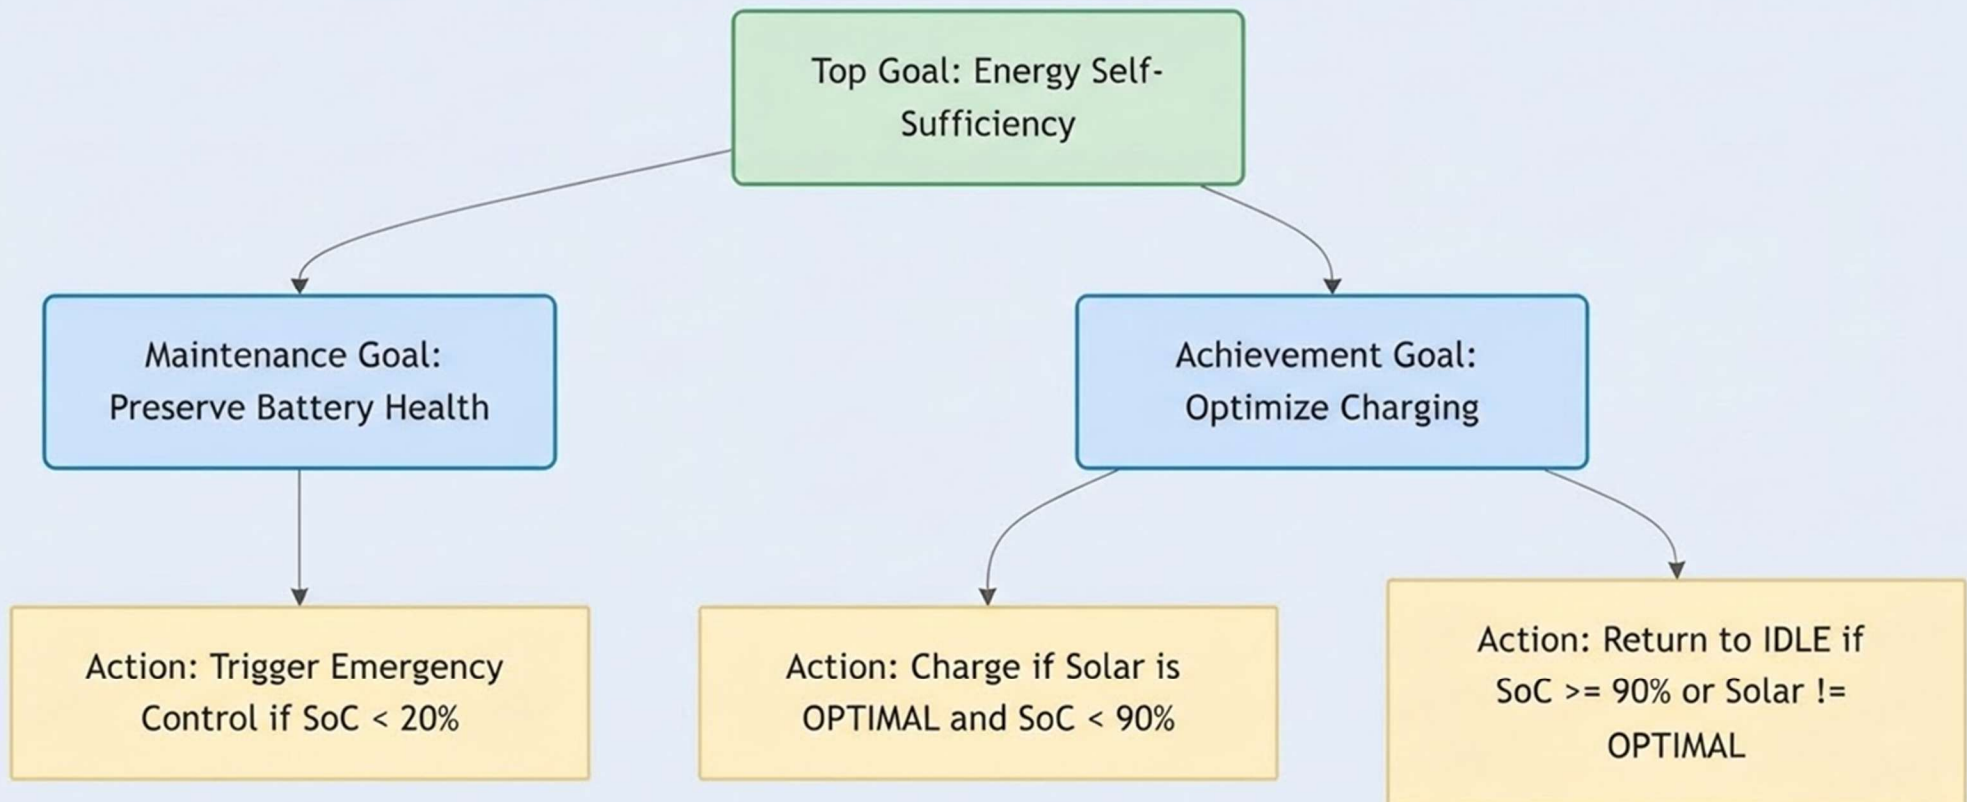 Top Goal: Energy Self-
Sufficiency
Maintenance Goal:
Preserve Battery Health
Achievement Goal:
Optimize Charging
Action: Trigger Emergency
Control if SoC < 20%
Action: Charge if Solar is
OPTIMAL and SoC < 90%
Action: Return to IDLE if
SoC >= 90% or Solar !=
OPTIMAL